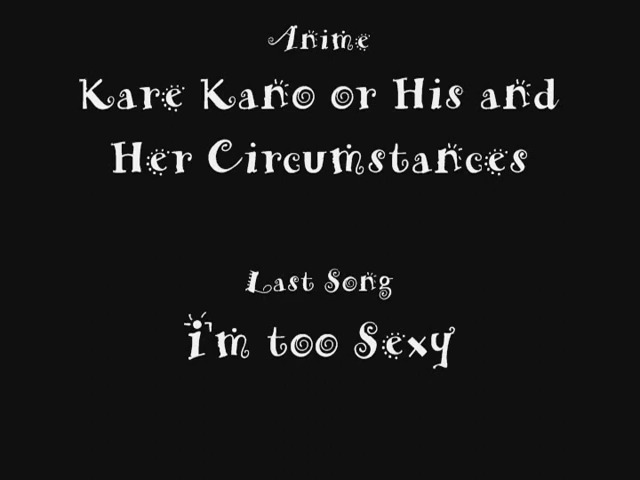 Anime
Kare Kano or His and
Her Circumstances
Last Song
i'm too Sexy